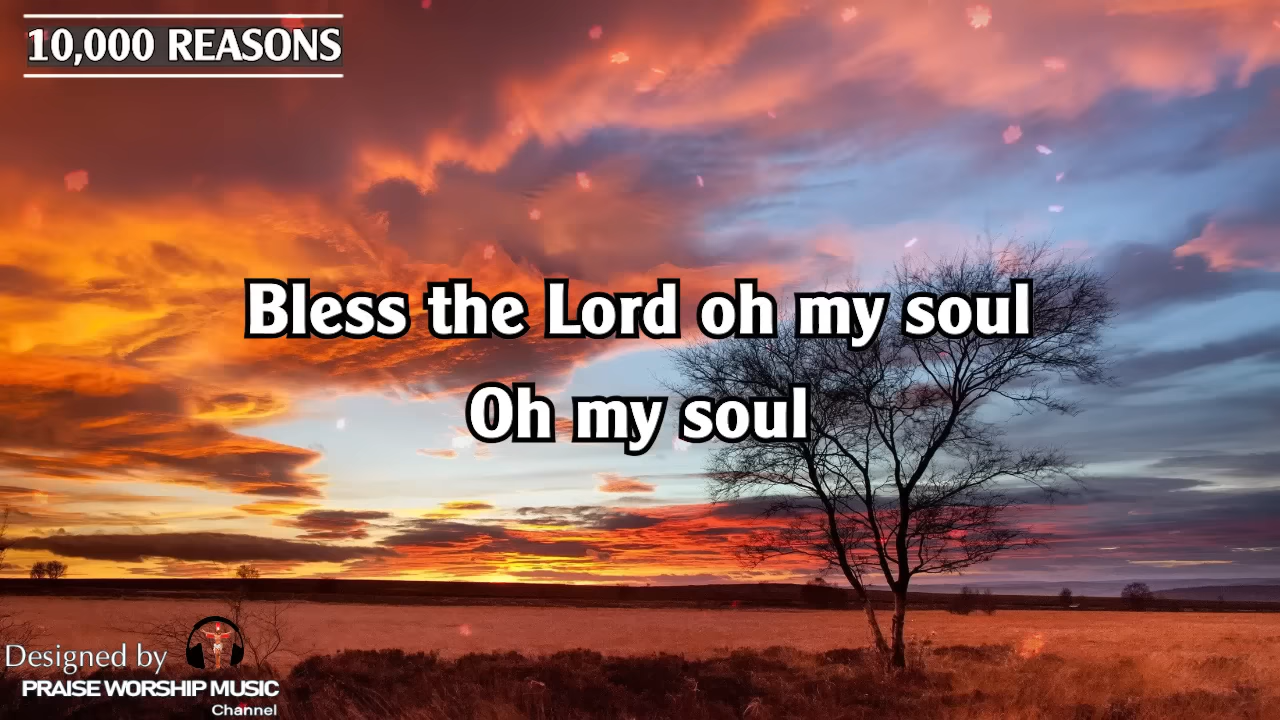 10,000 REASONS
Bless the Lord oh my soul
Oh my soul
Designed by
PRAISE WORSHIP MUSIC
Channel